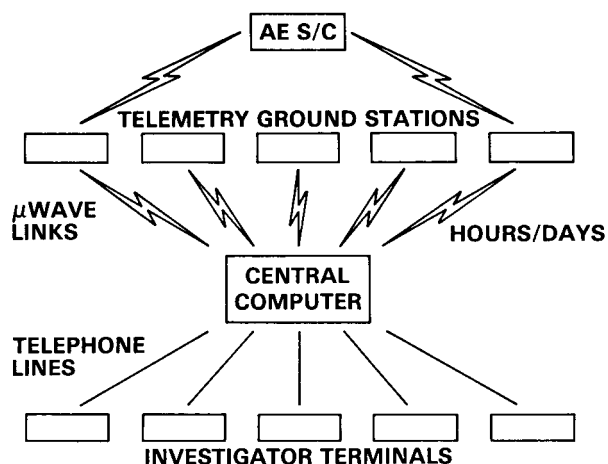 AE S/C
TELEMETRY GROUND STATIONS
μWAVE
LINKS
HOURS/DAYS
CENTRAL
COMPUTER
TELEPHONE
LINES
INVESTIGATOR TERMINALS